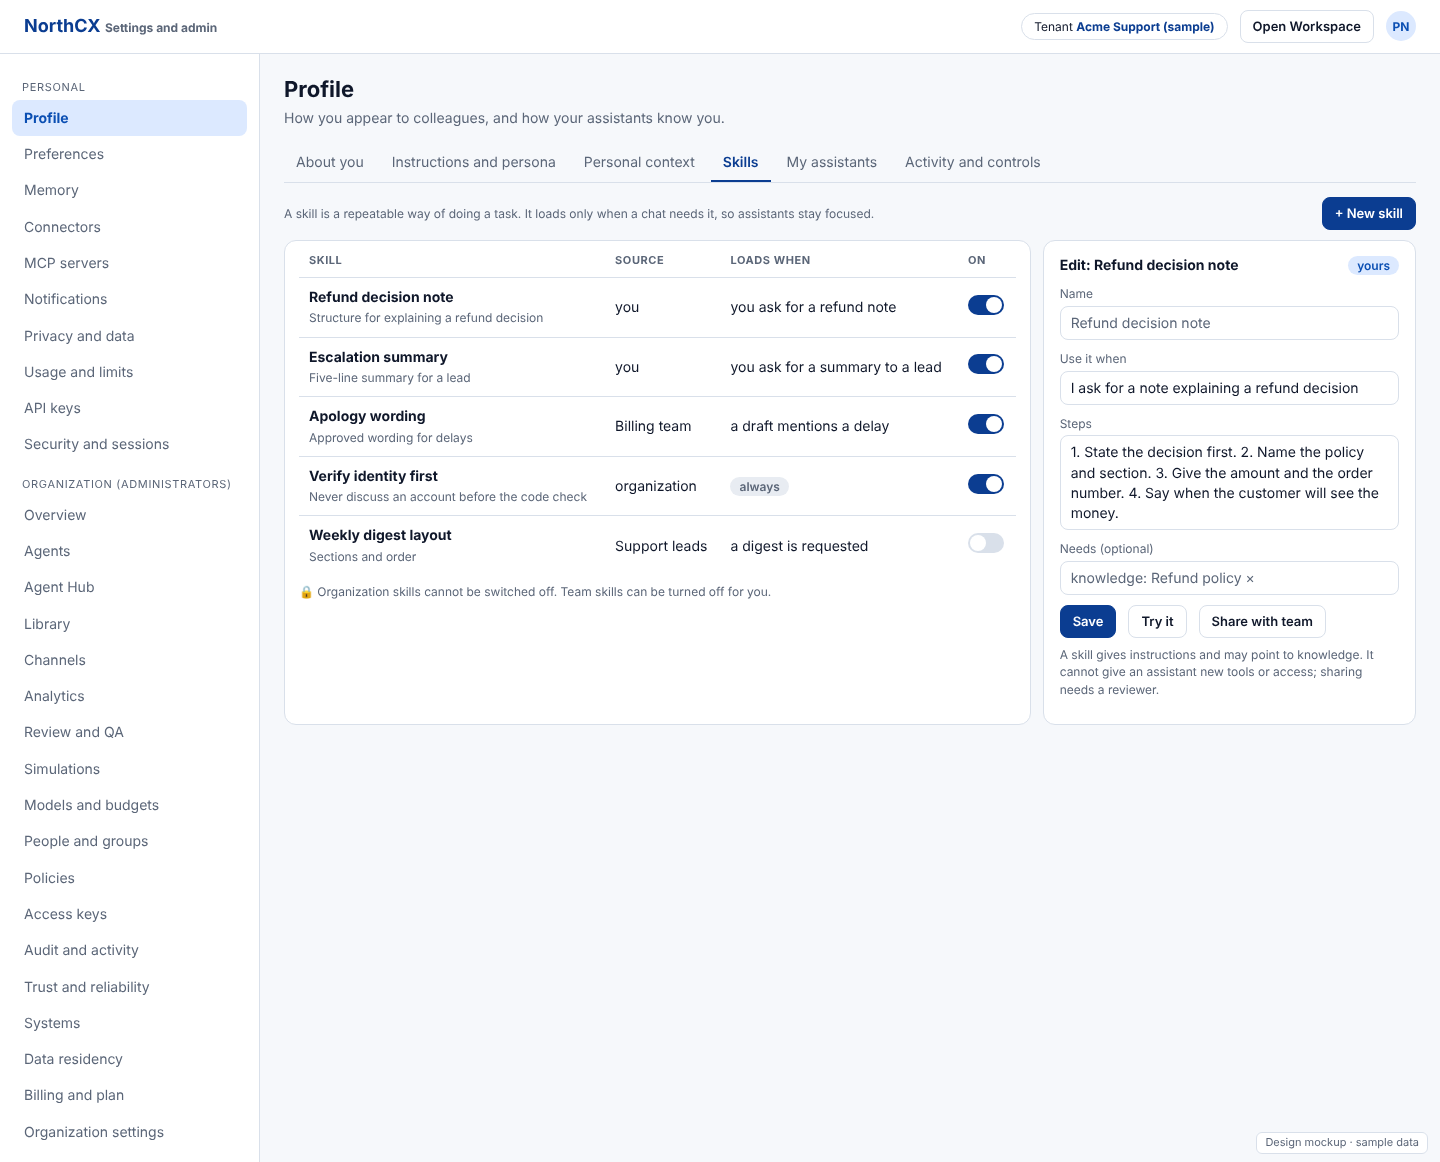 NorthCX Settings and admin
Tenant Acme Support (sample)
Open Workspace
PN
PERSONAL
Profile
Preferences
Memory
Connectors
MCP servers
Notifications
Privacy and data
Usage and limits
API keys
Security and sessions
ORGANIZATION (ADMINISTRATORS)
Overview
Agents
Agent Hub
Library
Channels
Analytics
Review and QA
Simulations
Models and budgets
People and groups
Policies
Access keys
Audit and activity
Trust and reliability
Systems
Data residency
Billing and plan
Organization settings
Profile
How you appear to colleagues, and how your assistants know you.
About you Instructions and persona Personal context Skills My assistants Activity and controls
A skill is a repeatable way of doing a task. It loads only when a chat needs it, so assistants stay focused.
+ New skill
SKILL SOURCE LOADS WHEN ON
Refund decision note
Structure for explaining a refund decision
you
you ask for a refund note
Escalation summary
Five-line summary for a lead
you
you ask for a summary to a lead
Apology wording
Approved wording for delays
Billing team
a draft mentions a delay
Verify identity first
Never discuss an account before the code check
organization
always
Weekly digest layout
Sections and order
Support leads
a digest is requested
🔒 Organization skills cannot be switched off. Team skills can be turned off for you.
Edit: Refund decision note
yours
Name
Refund decision note
Use it when
I ask for a note explaining a refund decision
Steps
1. State the decision first. 2. Name the policy
and section. 3. Give the amount and the order
number. 4. Say when the customer will see the
money.
Needs (optional)
knowledge: Refund policy ×
Save
Try it
Share with team
A skill gives instructions and may point to knowledge. It
cannot give an assistant new tools or access; sharing
needs a reviewer.
Design mockup · sample data